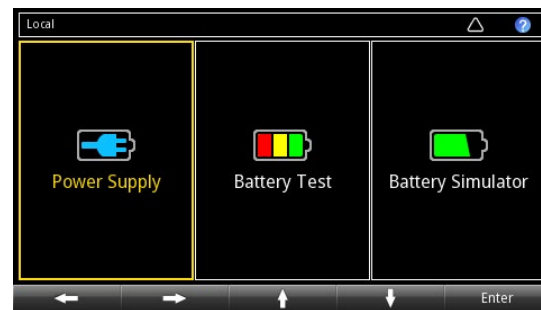 Local
?
Power Supply
Battery Test
Battery Simulator
Enter